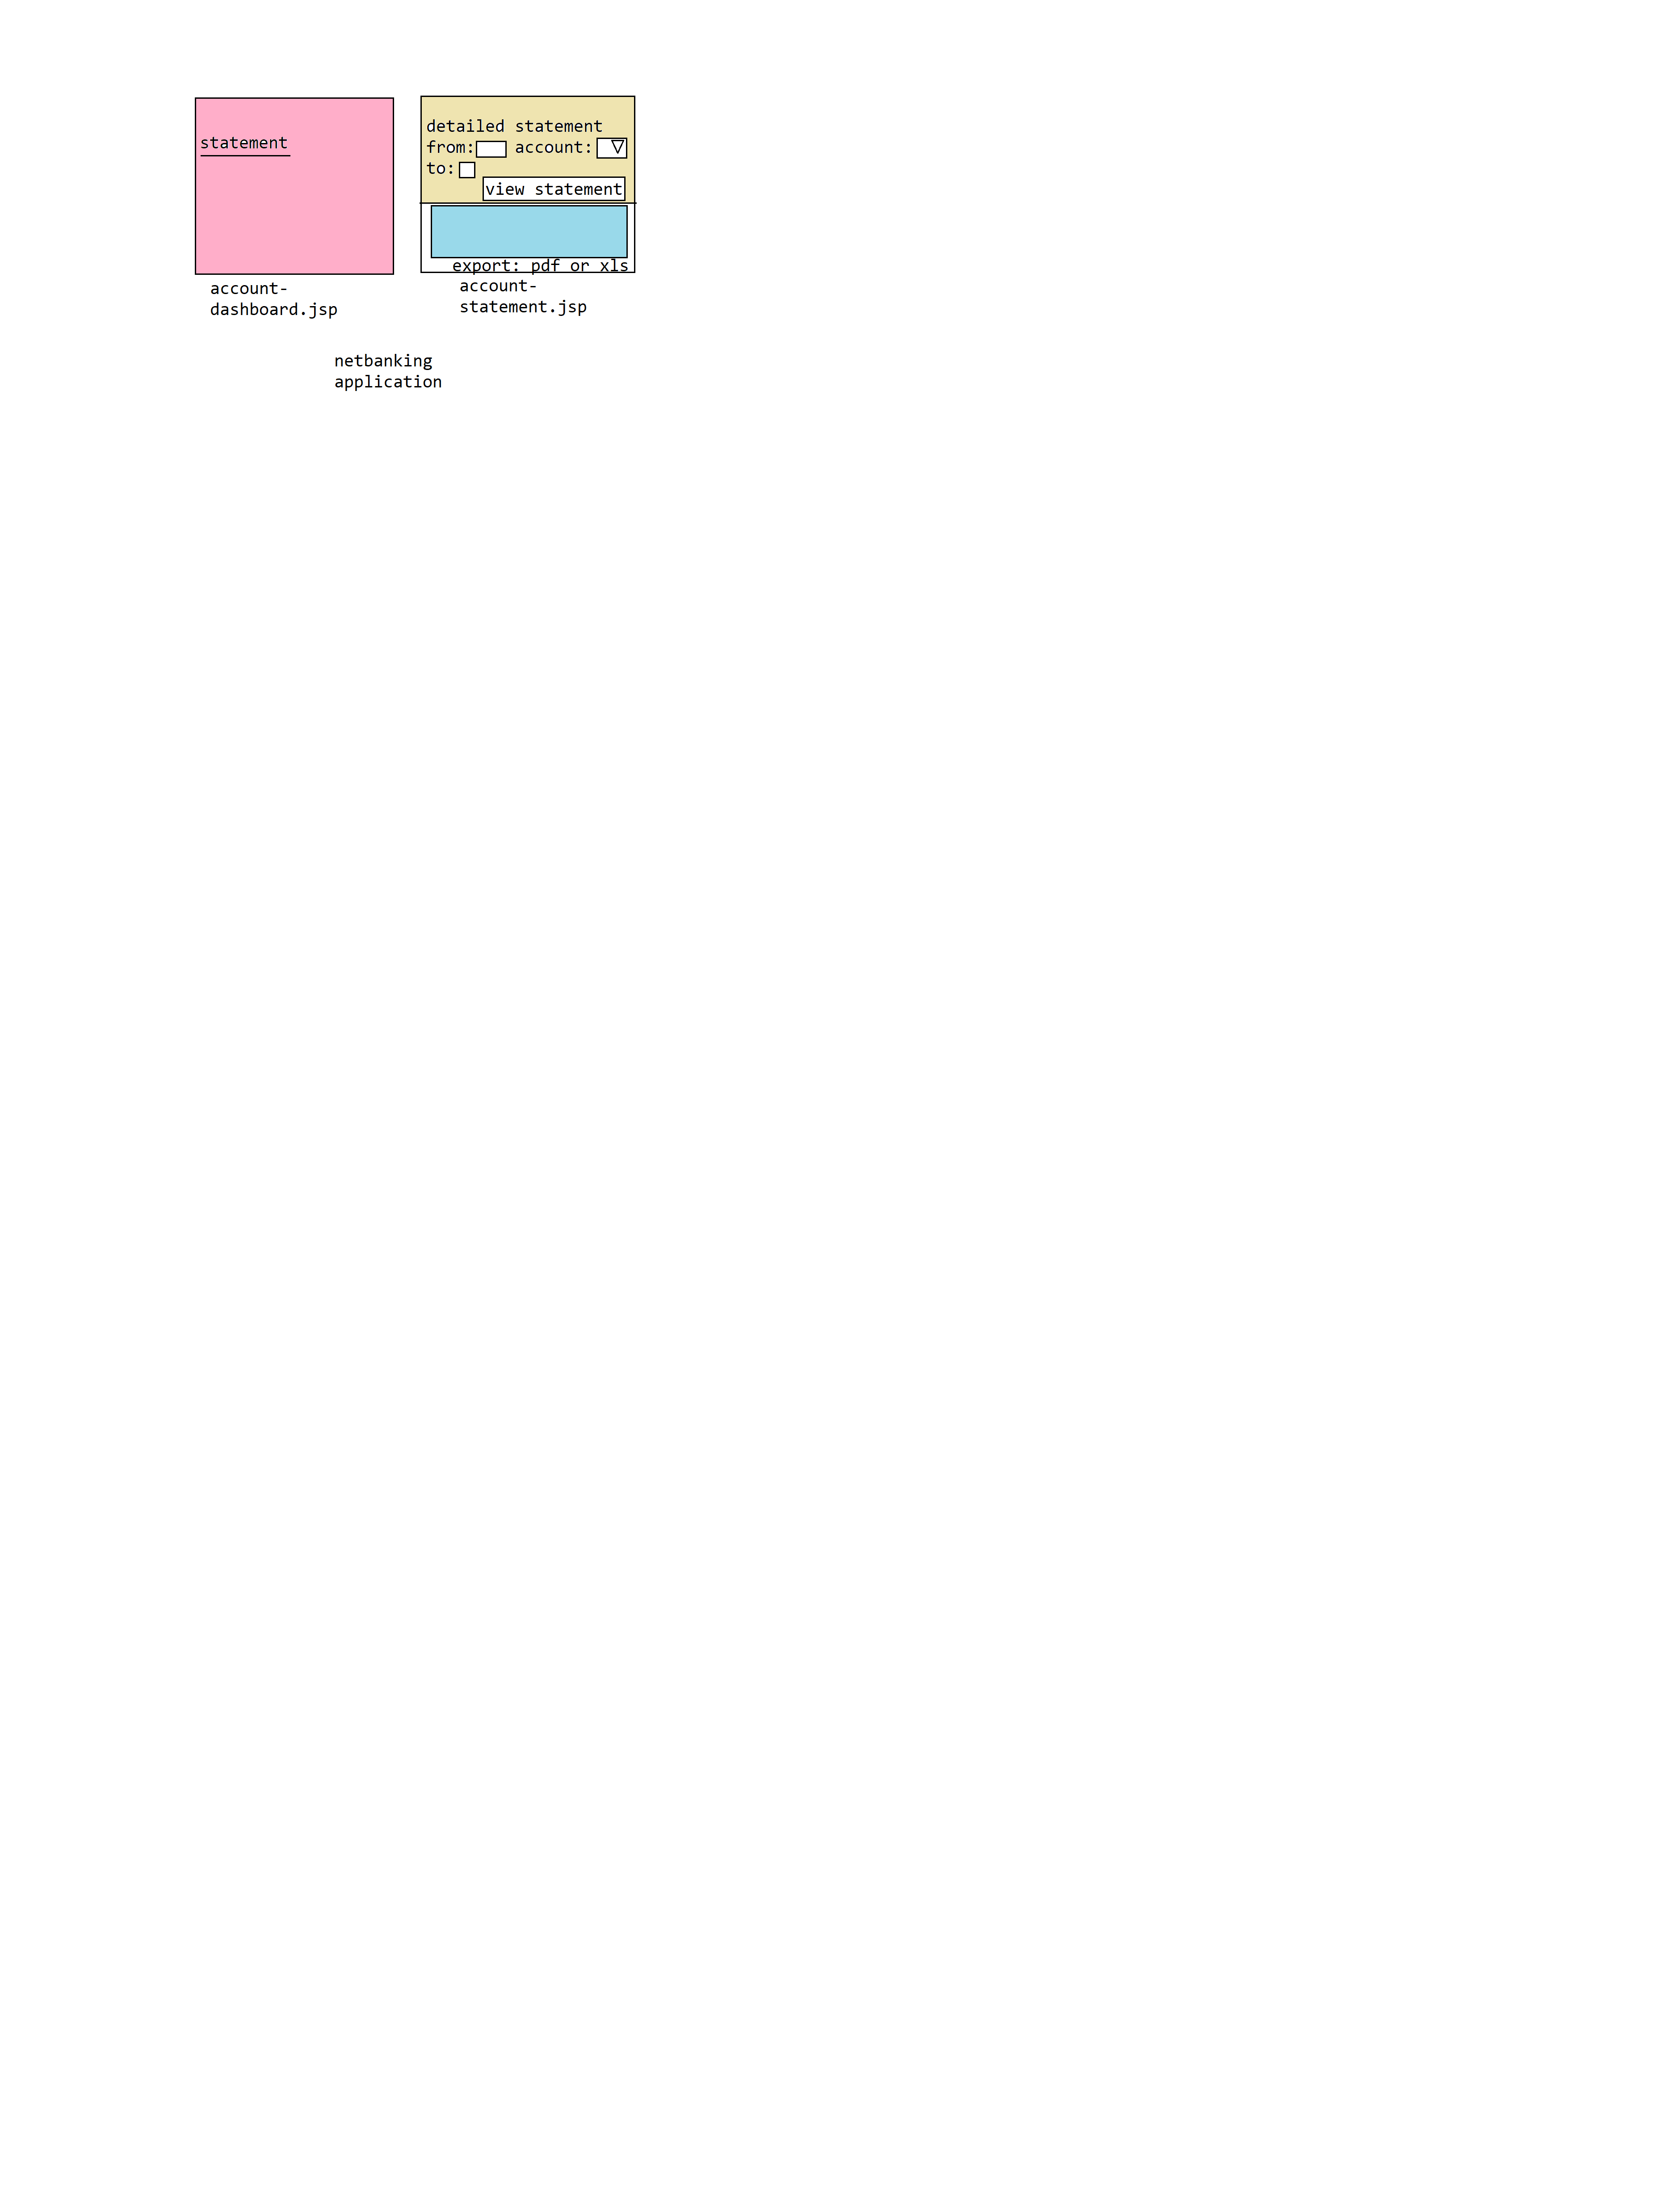 statement
account-
dashboard.jsp
detailed statement
from: account:
to:
view statement
export: pdf or xls
account-
statement.jsp
netbanking
application